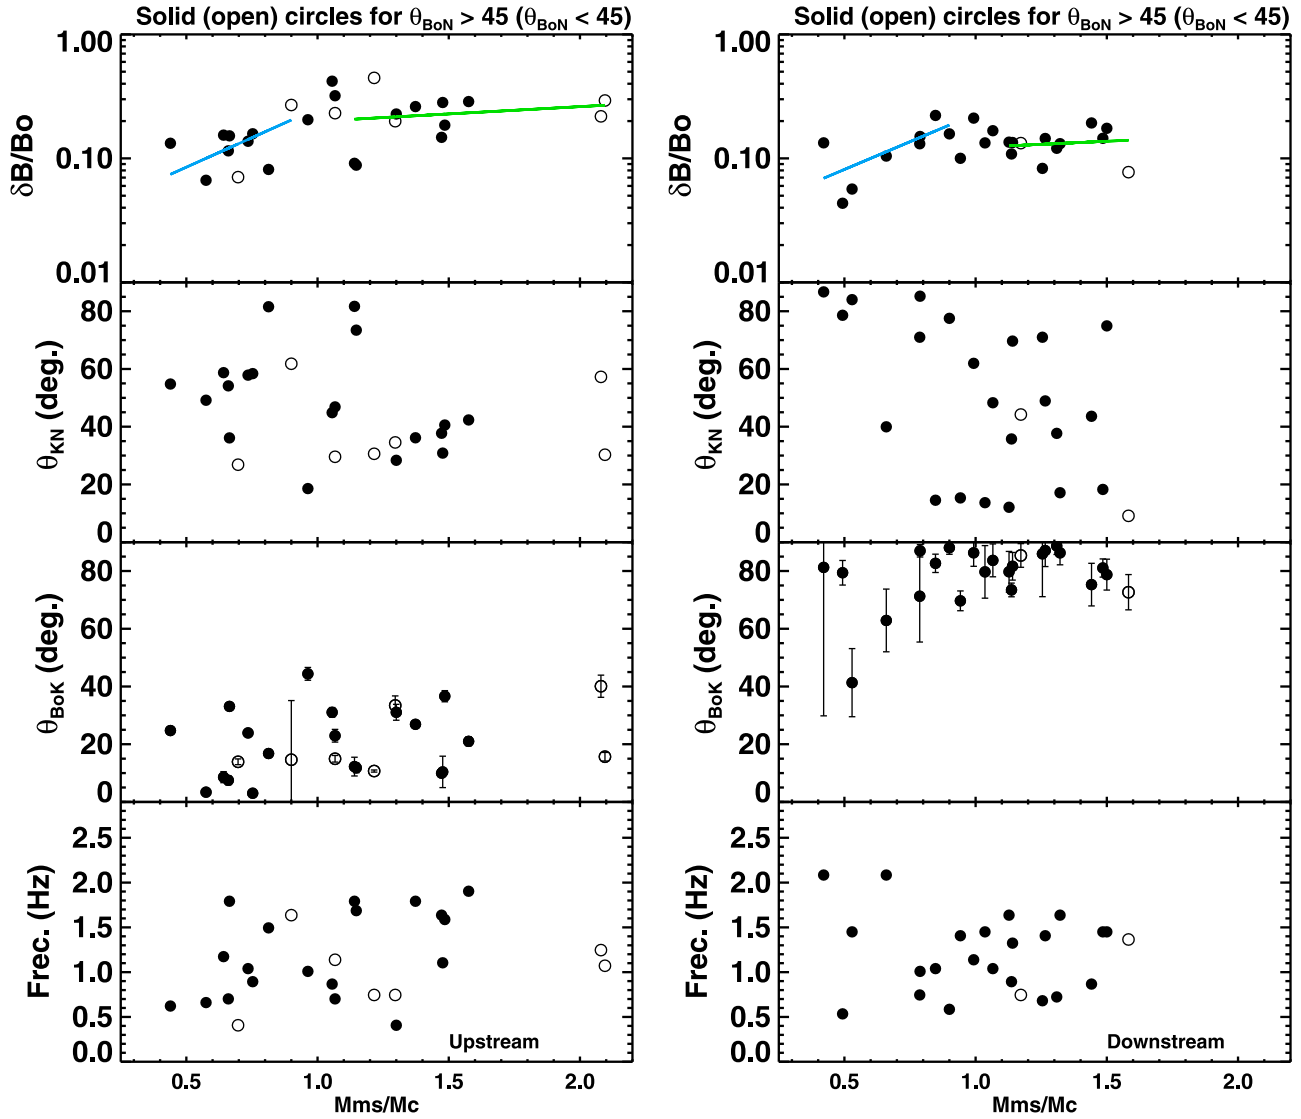 Solid (open) circles for θBoN > 45 (θBoN < 45)
1.00
0.10
0.01
δB/Bo
80
60
40
20
0
θKN (deg.)
80
60
40
20
0
θBoK (deg.)
2.5
2.0
1.5
1.0
0.5
0.0
Frec. (Hz)
Upstream
0.5 1.0 1.5 2.0
Mms/Mc
Solid (open) circles for θBoN > 45 (θBoN < 45)
1.00
0.10
0.01
δB/Bo
80
60
40
20
0
θKN (deg.)
80
60
40
20
0
θBoK (deg.)
2.5
2.0
1.5
1.0
0.5
0.0
Frec. (Hz)
Downstream
0.5 1.0 1.5 2.0
Mms/Mc